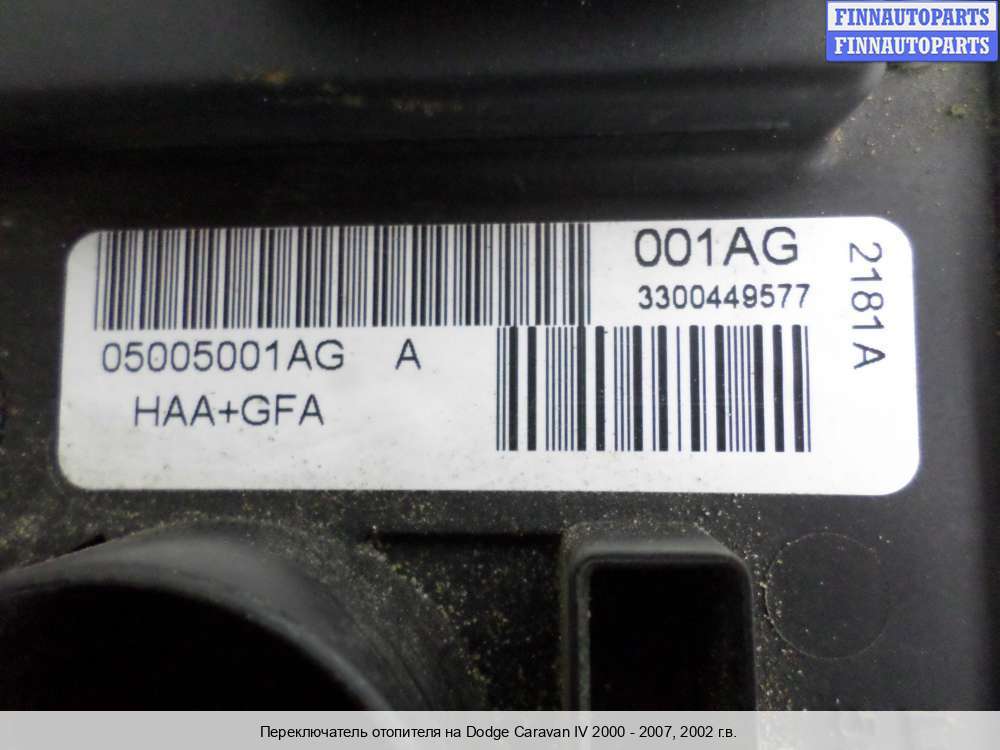 FINNAUTOPARTS
FINNAUTOPARTS
001AG
3300449577
2181A
05005001AG A
HAA+GFA
Переключатель отопителя на Dodge Caravan IV 2000 - 2007, 2002 г.в.